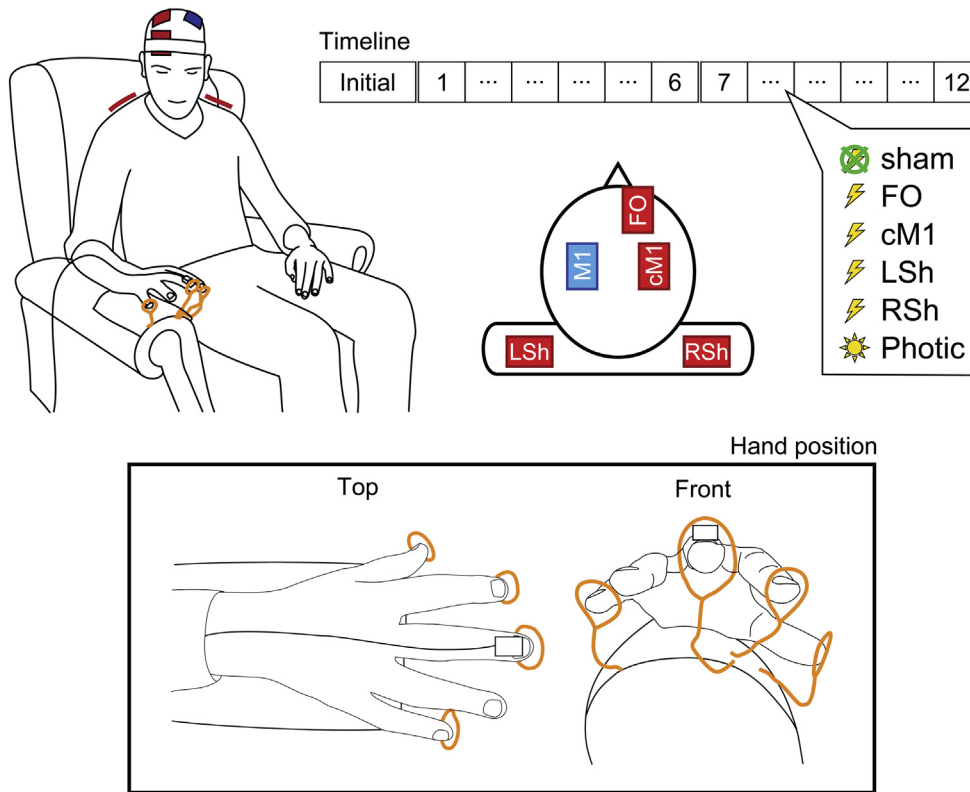 Timeline
Initial 1 ... ... ... ... 6 7 ... ... ... ... 12
sham
FO
cM1
LSh
RSh
Photic
FO
M1 cM1
LSh RSh
Hand position
Top Front